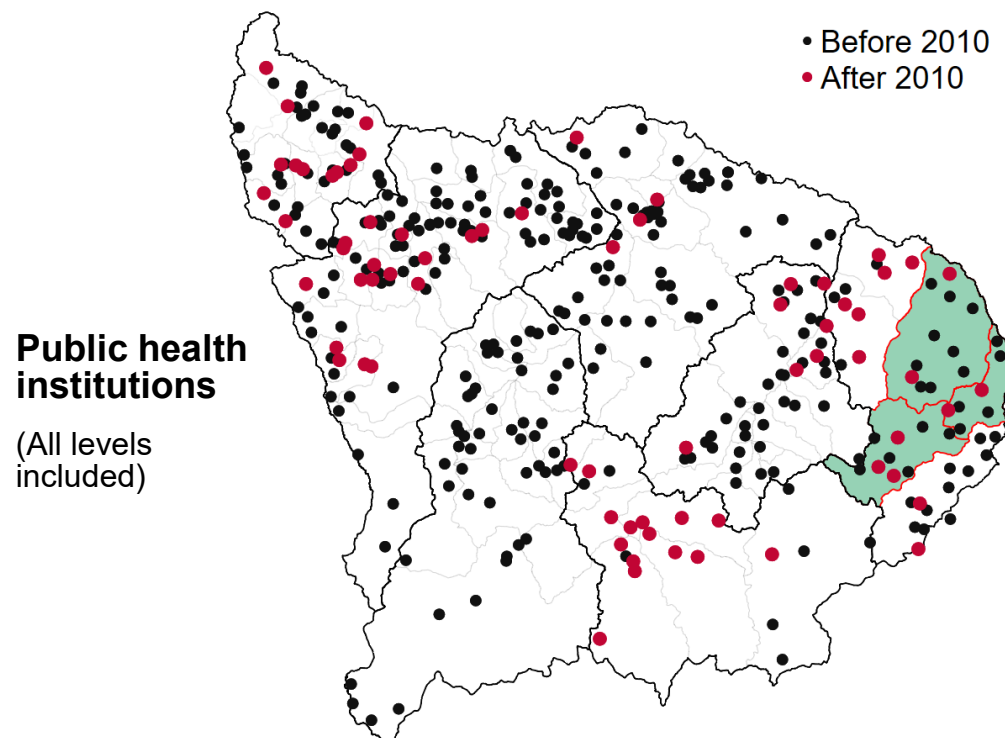 Before 2010
After 2010
Public health
institutions
(All levels
included)